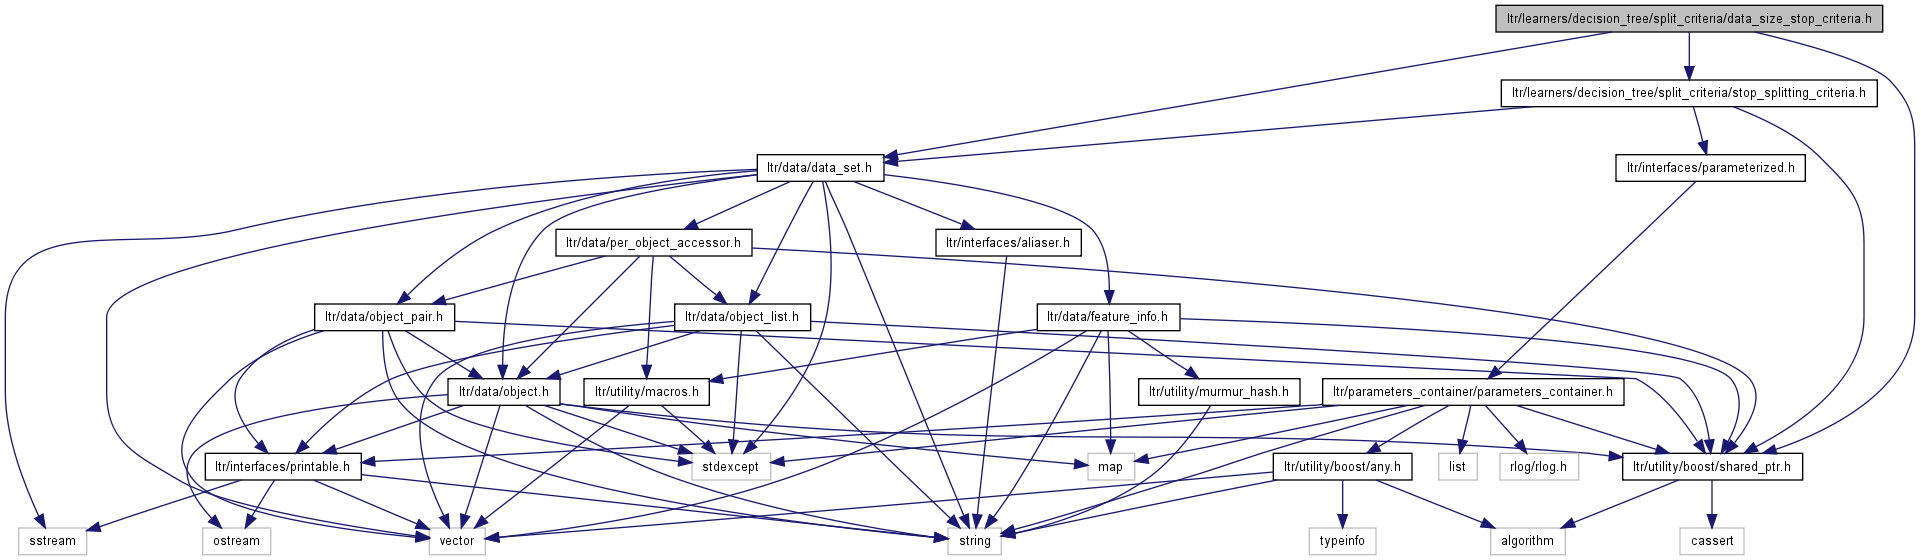 ltr/learners/decision_tree/split_criteria/data_size_stop_criteria.h
ltr/learners/decision_tree/split_criteria/stop_splitting_criteria.h
ltr/data/data_set.h
ltr/interfaces/parameterized.h
ltr/data/per_object_accessor.h
ltr/interfaces/aliaser.h
ltr/data/object_pair.h
ltr/data/object_list.h
ltr/data/feature_info.h
ltr/data/object.h
ltr/utility/macros.h
ltr/utility/murmur_hash.h
ltr/parameters_container/parameters_container.h
ltr/interfaces/printable.h
stdexcept
map
ltr/utility/boost/any.h
list
rlog/rlog.h
ltr/utility/boost/shared_ptr.h
sstream
ostream
vector
string
typeinfo
algorithm
cassert